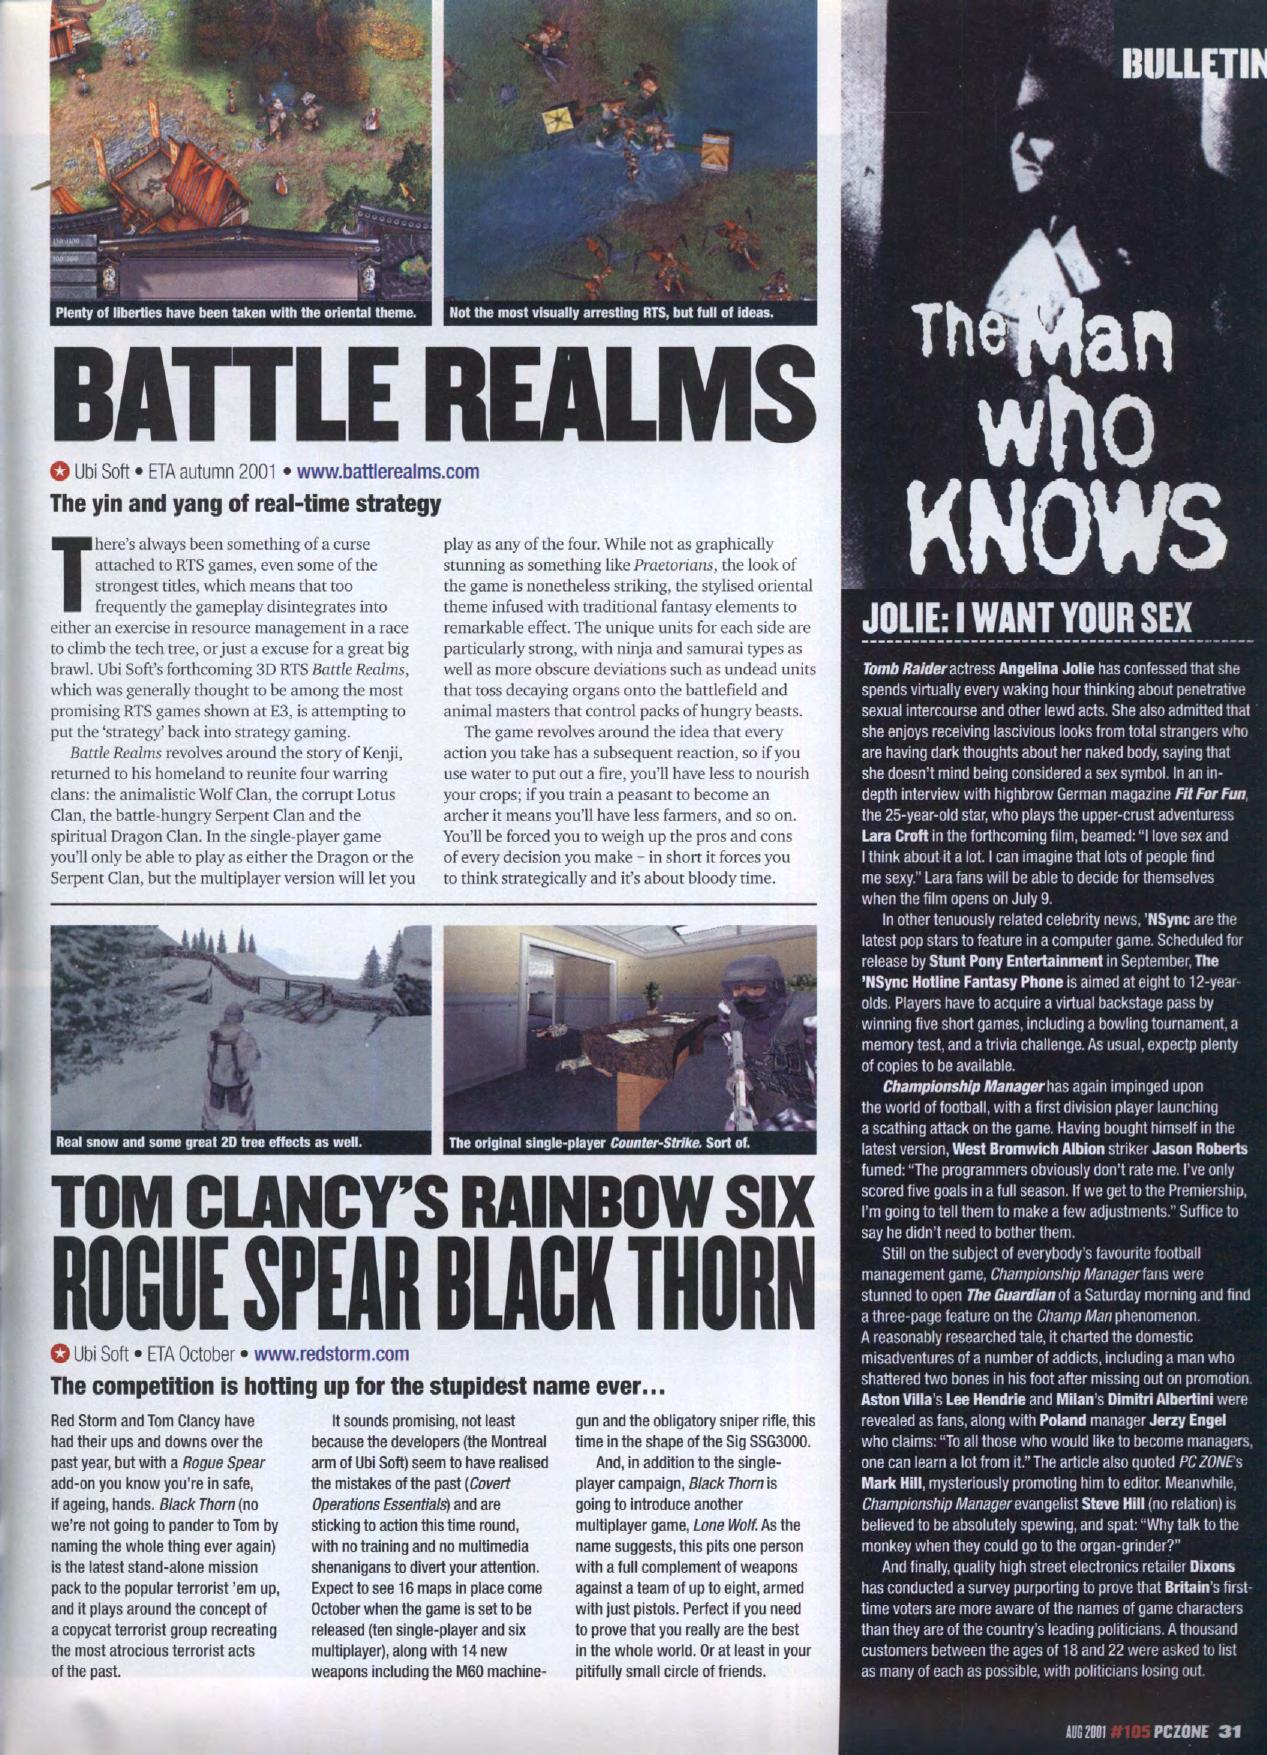 BULLETIN
Plenty of liberties have been taken with the oriental theme.
Not the most visually arresting RTS, but full of ideas.
BATTLE REALMS
Ubi Soft • ETA autumn 2001 • www.battlerealms.com
The yin and yang of real-time strategy
There's always been something of a curse
attached to RTS games, even some of the
strongest titles, which means that too
frequently the gameplay disintegrates into
either an exercise in resource management in a race
to climb the tech tree, or just a excuse for a great big
brawl. Ubi Soft's forthcoming 3D RTS Battle Realms,
which was generally thought to be among the most
promising RTS games shown at E3, is attempting to
put the 'strategy' back into strategy gaming.
Battle Realms revolves around the story of Kenji,
returned to his homeland to reunite four warring
clans: the animalistic Wolf Clan, the corrupt Lotus
Clan, the battle-hungry Serpent Clan and the
spiritual Dragon Clan. In the single-player game
you'll only be able to play as either the Dragon or the
Serpent Clan, but the multiplayer version will let you
play as any of the four. While not as graphically
stunning as something like Praetorians, the look of
the game is nonetheless striking, the stylised oriental
theme infused with traditional fantasy elements to
remarkable effect. The unique units for each side are
particularly strong, with ninja and samurai types as
well as more obscure deviations such as undead units
that toss decaying organs onto the battlefield and
animal masters that control packs of hungry beasts.
The game revolves around the idea that every
action you take has a subsequent reaction, so if you
use water to put out a fire, you'll have less to nourish
your crops; if you train a peasant to become an
archer it means you'll have less farmers, and so on.
You'll be forced you to weigh up the pros and cons
of every decision you make – in short it forces you
to think strategically and it's about bloody time.
Real snow and some great 2D tree effects as well.
The original single-player Counter-Strike. Sort of.
TOM CLANCY'S RAINBOW SIX
ROGUE SPEAR BLACK THORN
Ubi Soft • ETA October • www.redstorm.com
The competition is hotting up for the stupidest name ever...
Red Storm and Tom Clancy have
had their ups and downs over the
past year, but with a Rogue Spear
add-on you know you're in safe,
if ageing, hands. Black Thorn (no
we're not going to pander to Tom by
naming the whole thing ever again)
is the latest stand-alone mission
pack to the popular terrorist 'em up,
and it plays around the concept of
a copycat terrorist group recreating
the most atrocious terrorist acts
of the past.
It sounds promising, not least
because the developers (the Montreal
arm of Ubi Soft) seem to have realised
the mistakes of the past (Covert
Operations Essentials) and are
sticking to action this time round,
with no training and no multimedia
shenanigans to divert your attention.
Expect to see 16 maps in place come
October when the game is set to be
released (ten single-player and six
multiplayer), along with 14 new
weapons including the M60 machine-
gun and the obligatory sniper rifle, this
time in the shape of the Sig SSG3000.
And, in addition to the single-
player campaign, Black Thorn is
going to introduce another
multiplayer game, Lone Wolf. As the
name suggests, this pits one person
with a full complement of weapons
against a team of up to eight, armed
with just pistols. Perfect if you need
to prove that you really are the best
in the whole world. Or at least in your
pitifully small circle of friends.
The Man
who
KNOWS
JOLIE: I WANT YOUR SEX
Tomb Raider actress Angelina Jolie has confessed that she
spends virtually every waking hour thinking about penetrative
sexual intercourse and other lewd acts. She also admitted that
she enjoys receiving lascivious looks from total strangers who
are having dark thoughts about her naked body, saying that
she doesn't mind being considered a sex symbol. In an in-
depth interview with highbrow German magazine Fit For Fun,
the 25-year-old star, who plays the upper-crust adventuress
Lara Croft in the forthcoming film, beamed: "I love sex and
I think about it a lot. I can imagine that lots of people find
me sexy." Lara fans will be able to decide for themselves
when the film opens on July 9.
In other tenuously related celebrity news, 'NSync are the
latest pop stars to feature in a computer game. Scheduled for
release by Stunt Pony Entertainment in September, The
'NSync Hotline Fantasy Phone is aimed at eight to 12-year-
olds. Players have to acquire a virtual backstage pass by
winning five short games, including a bowling tournament, a
memory test, and a trivia challenge. As usual, expectp plenty
of copies to be available.
Championship Manager has again impinged upon
the world of football, with a first division player launching
a scathing attack on the game. Having bought himself in the
latest version, West Bromwich Albion striker Jason Roberts
fumed: "The programmers obviously don't rate me. I've only
scored five goals in a full season. If we get to the Premiership,
I'm going to tell them to make a few adjustments." Suffice to
say he didn't need to bother them.
Still on the subject of everybody's favourite football
management game, Championship Manager fans were
stunned to open The Guardian of a Saturday morning and find
a three-page feature on the Champ Man phenomenon.
A reasonably researched tale, it charted the domestic
misadventures of a number of addicts, including a man who
shattered two bones in his foot after missing out on promotion.
Aston Villa's Lee Hendrie and Milan's Dimitri Albertini were
revealed as fans, along with Poland manager Jerzy Engel
who claims: "To all those who would like to become managers,
one can learn a lot from it." The article also quoted PC ZONE's
Mark Hill, mysteriously promoting him to editor. Meanwhile,
Championship Manager evangelist Steve Hill (no relation) is
believed to be absolutely spewing, and spat: "Why talk to the
monkey when they could go to the organ-grinder?"
And finally, quality high street electronics retailer Dixons
has conducted a survey purporting to prove that Britain's first-
time voters are more aware of the names of game characters
than they are of the country's leading politicians. A thousand
customers between the ages of 18 and 22 were asked to list
as many of each as possible, with politicians losing out.
AUG 2001 #105 PCZONE 31